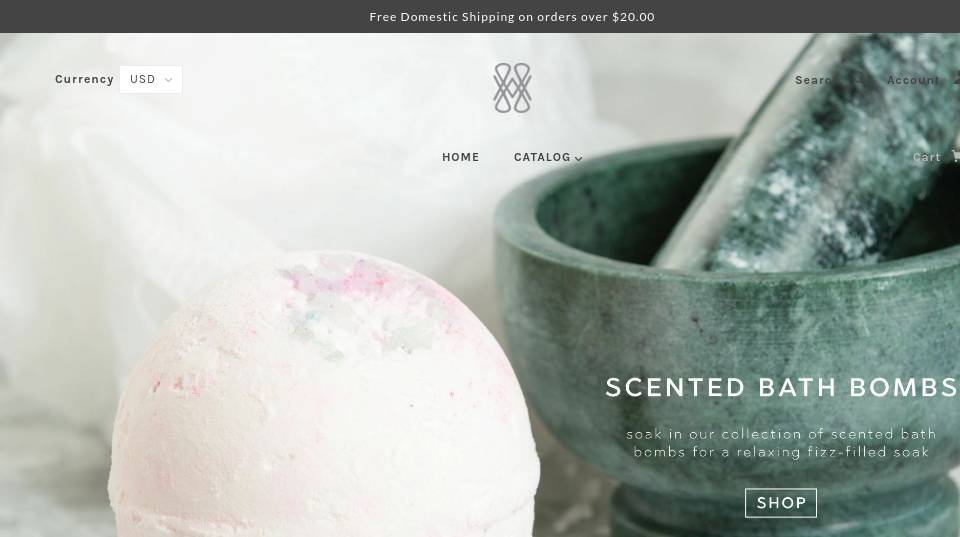 Free Domestic Shipping on orders over $20.00
Currency USD
Search Account
HOME CATALOG
Cart
SCENTED BATH BOMBS
soak in our collection of scented bath
bombs for a relaxing fizz-filled soak
SHOP